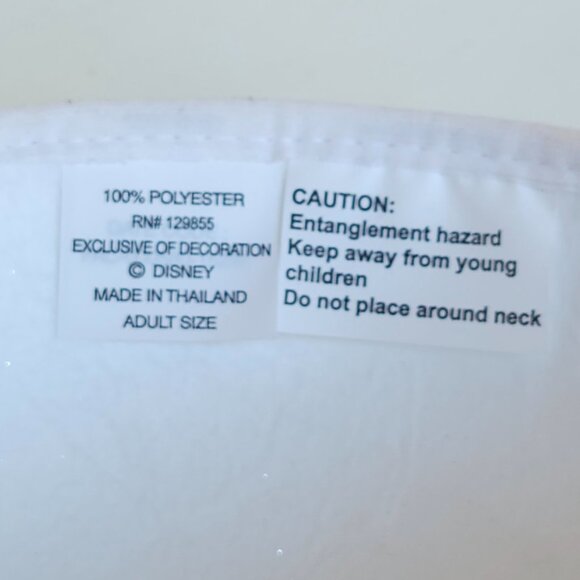 100% POLYESTER
RN# 129855
EXCLUSIVE OF DECORATION
© DISNEY
MADE IN THAILAND
ADULT SIZE
CAUTION:
Entanglement hazard
Keep away from young
children
Do not place around neck